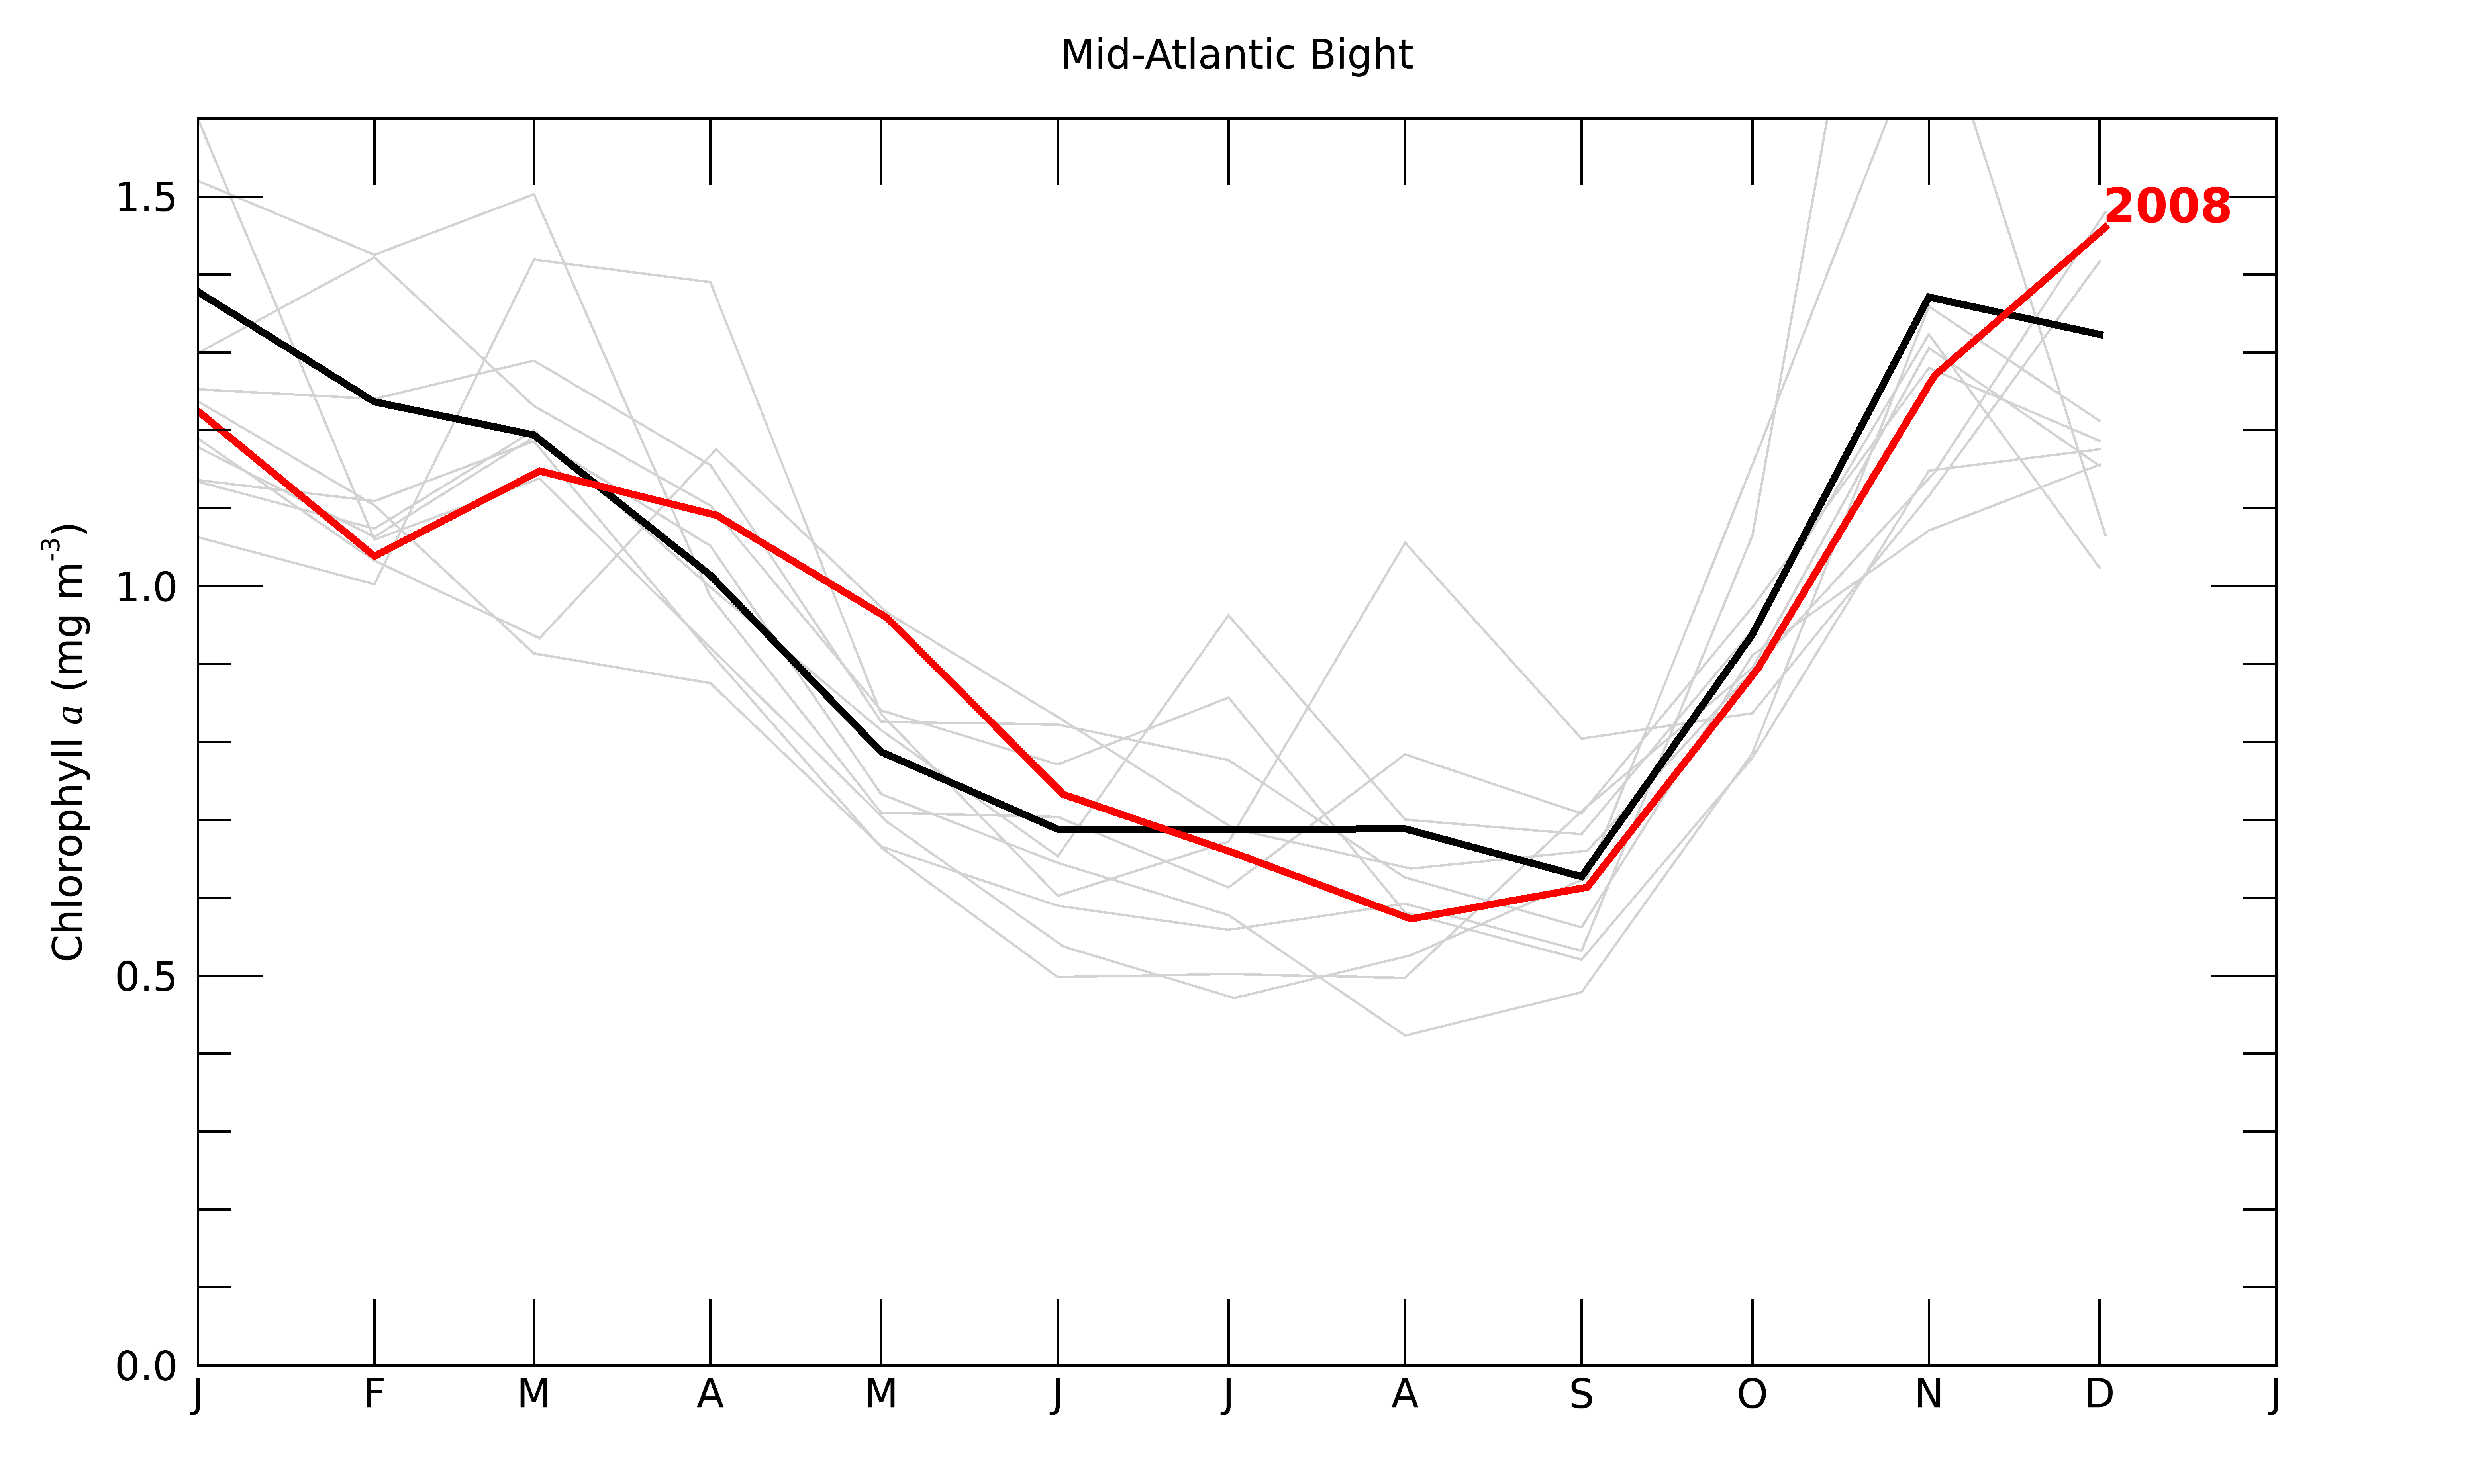 Mid-Atlantic Bight
2008
1.5
1.0
0.5
0.0
Chlorophyll a (mg m⁻³)
J F M A M J J A S O N D J